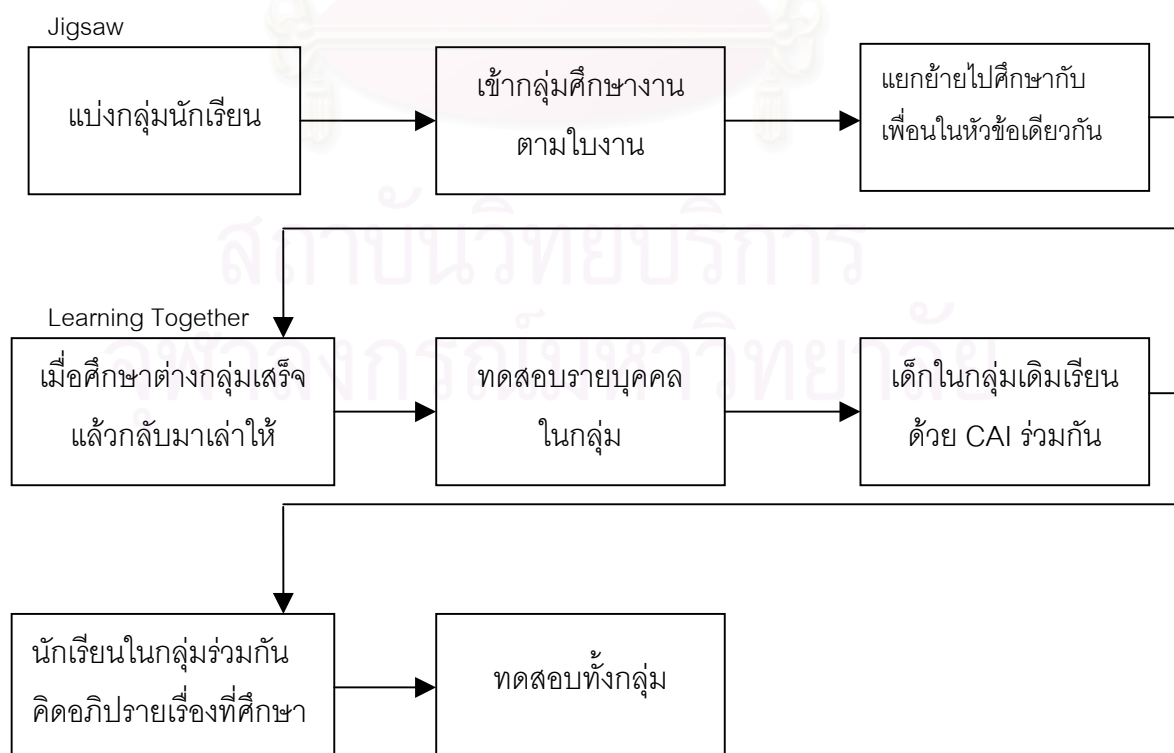 Jigsaw
แบ่งกลุ่มนักเรียน
เข้ากลุ่มศึกษางาน
ตามใบงาน
แยกย้ายไปศึกษากับ
เพื่อนในหัวข้อเดียวกัน
สถาบันวิทยบริการ
จุฬาลงกรณ์มหาวิทยาลัย
Learning Together
เมื่อศึกษาต่างกลุ่มเสร็จ
แล้วกลับมาเล่าให้
ทดสอบรายบุคคล
ในกลุ่ม
เด็กในกลุ่มเดิมเรียน
ด้วย CAI ร่วมกัน
นักเรียนในกลุ่มร่วมกัน
คิดอภิปรายเรื่องที่ศึกษา
ทดสอบทั้งกลุ่ม